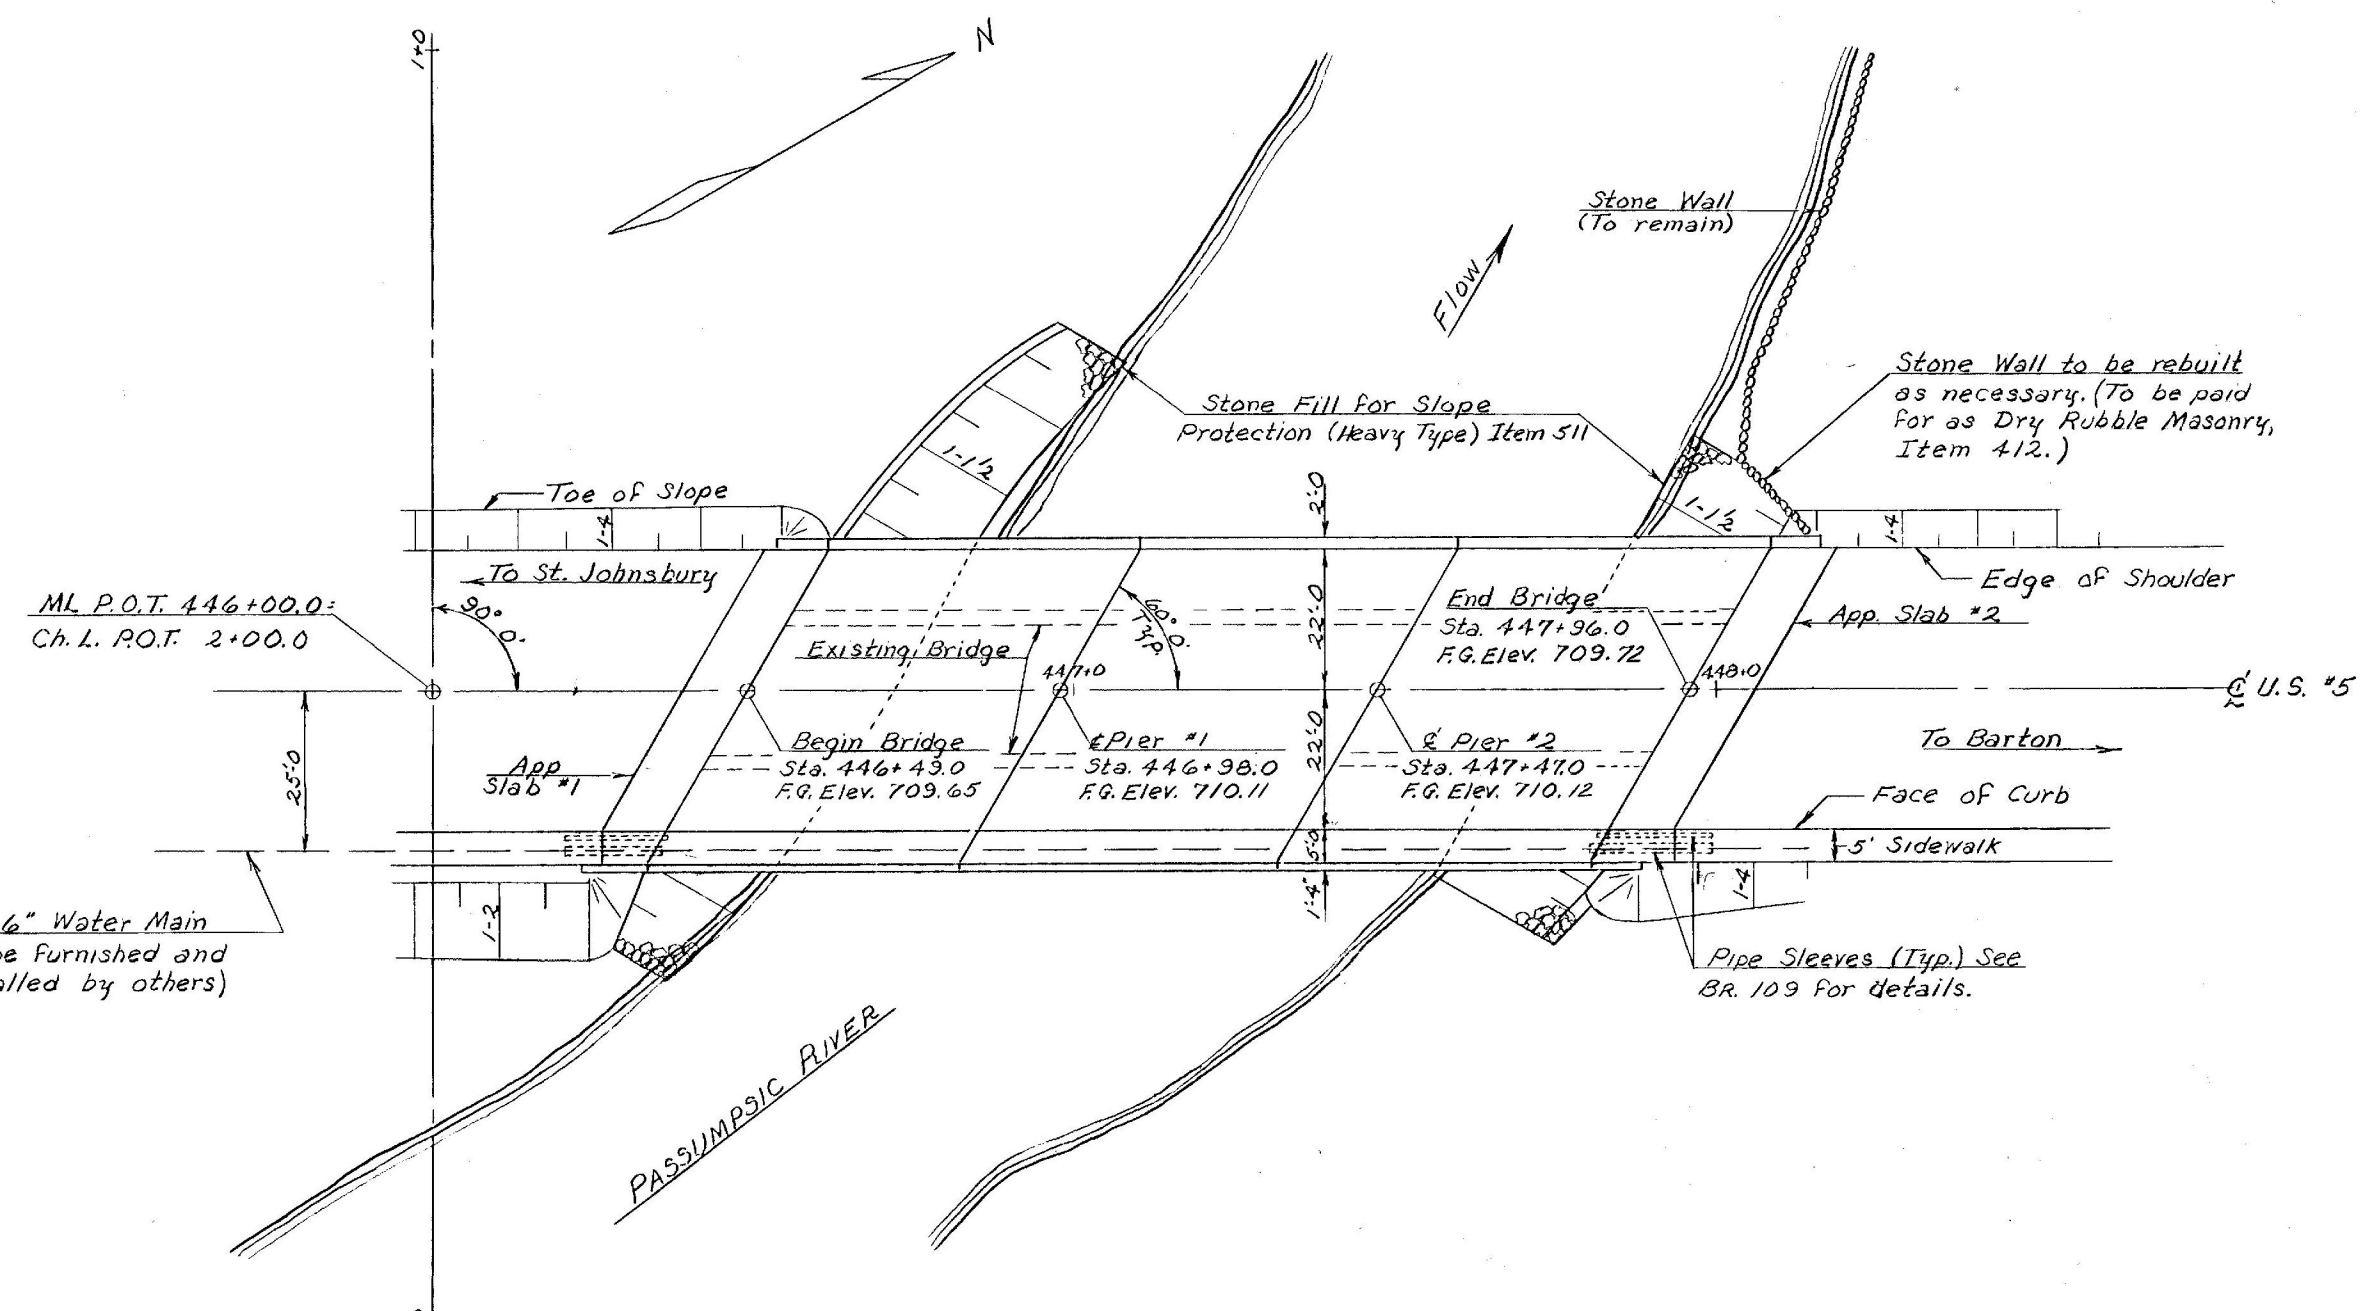 1+0
N
Stone Wall
(To remain)
Flow
Stone Wall to be rebuilt
as necessary. (To be paid
for as Dry Rubble Masonry,
Item 412.)
Stone Fill for Slope
Protection (Heavy Type) Item 511
1-1½
1-1½
Toe of Slope
1-4
2'-0
1-4
To St. Johnsbury
Edge of Shoulder
ML P.O.T. 446+00.0=
Ch. L. P.O.T. 2+00.0
90° 0'
60° 0'
Typ.
22'-0
End Bridge
Sta. 447+96.0
F.G. Elev. 709.72
App. Slab #2
Existing Bridge
447+0
448+0
℄ U.S. #5
25'-0
App
Slab #1
Begin Bridge
Sta. 446+49.0
F.G. Elev. 709.65
℄ Pier #1
Sta. 446+98.0
F.G. Elev. 710.11
22'-0
℄ Pier #2
Sta. 447+47.0
F.G. Elev. 710.12
To Barton
Face of Curb
5'-0
5' Sidewalk
1'-4"
1-4
1-2
6" Water Main
be furnished and
alled by others)
Pipe Sleeves (Typ.) See
BR. 109 for details.
PASSUMPSIC RIVER